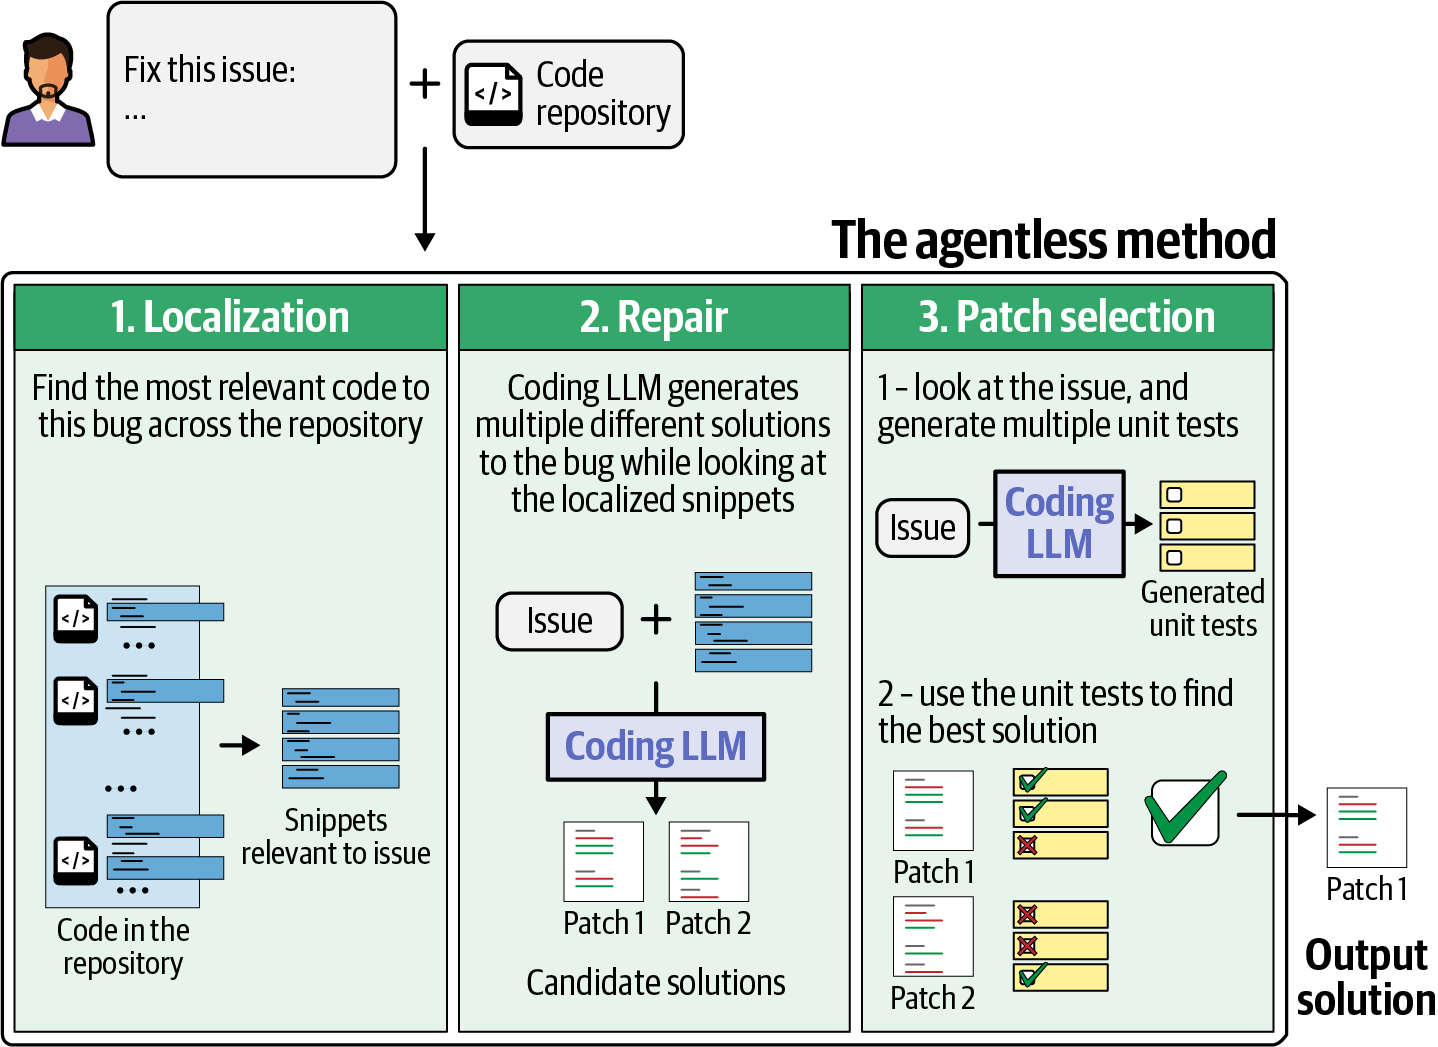 Fix this issue:
...
+
</>
Code
repository
The agentless method
1. Localization
Find the most relevant code to
this bug across the repository
</>
...
</>
...
...
</>
...
Snippets
relevant to issue
Code in the
repository
2. Repair
Coding LLM generates
multiple different solutions
to the bug while looking at
the localized snippets
Issue
+
Coding LLM
Patch 1
Patch 2
Candidate solutions
3. Patch selection
1 – look at the issue, and
generate multiple unit tests
Issue
Coding
LLM
Generated
unit tests
2 – use the unit tests to find
the best solution
Patch 1
Patch 2
Patch 1
Output
solution